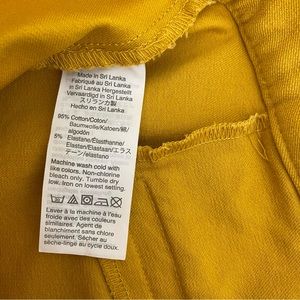 Made in Sri Lanka
Fabriqué au Sri Lanka
In Sri Lanka Hergestellt
Vervaardigd in Sri Lanka
スリランカ製
Hecho en Sri Lanka
95% Cotton/Coton/
Baumwolle/Katoen/綿/
algodón
5% Elastane/Élasthanne/
Elastan/Elastaan/エラス
テーン/elastano
Machine wash cold with
like colors. Non-chlorine
bleach only. Tumble dry
low. Iron on lowest setting.
Laver à la machine à l'eau
froide avec des couleurs
similaires. Agent de
blanchiment sans chlore
seulement. Sécher au
sèche-linge au cycle doux.